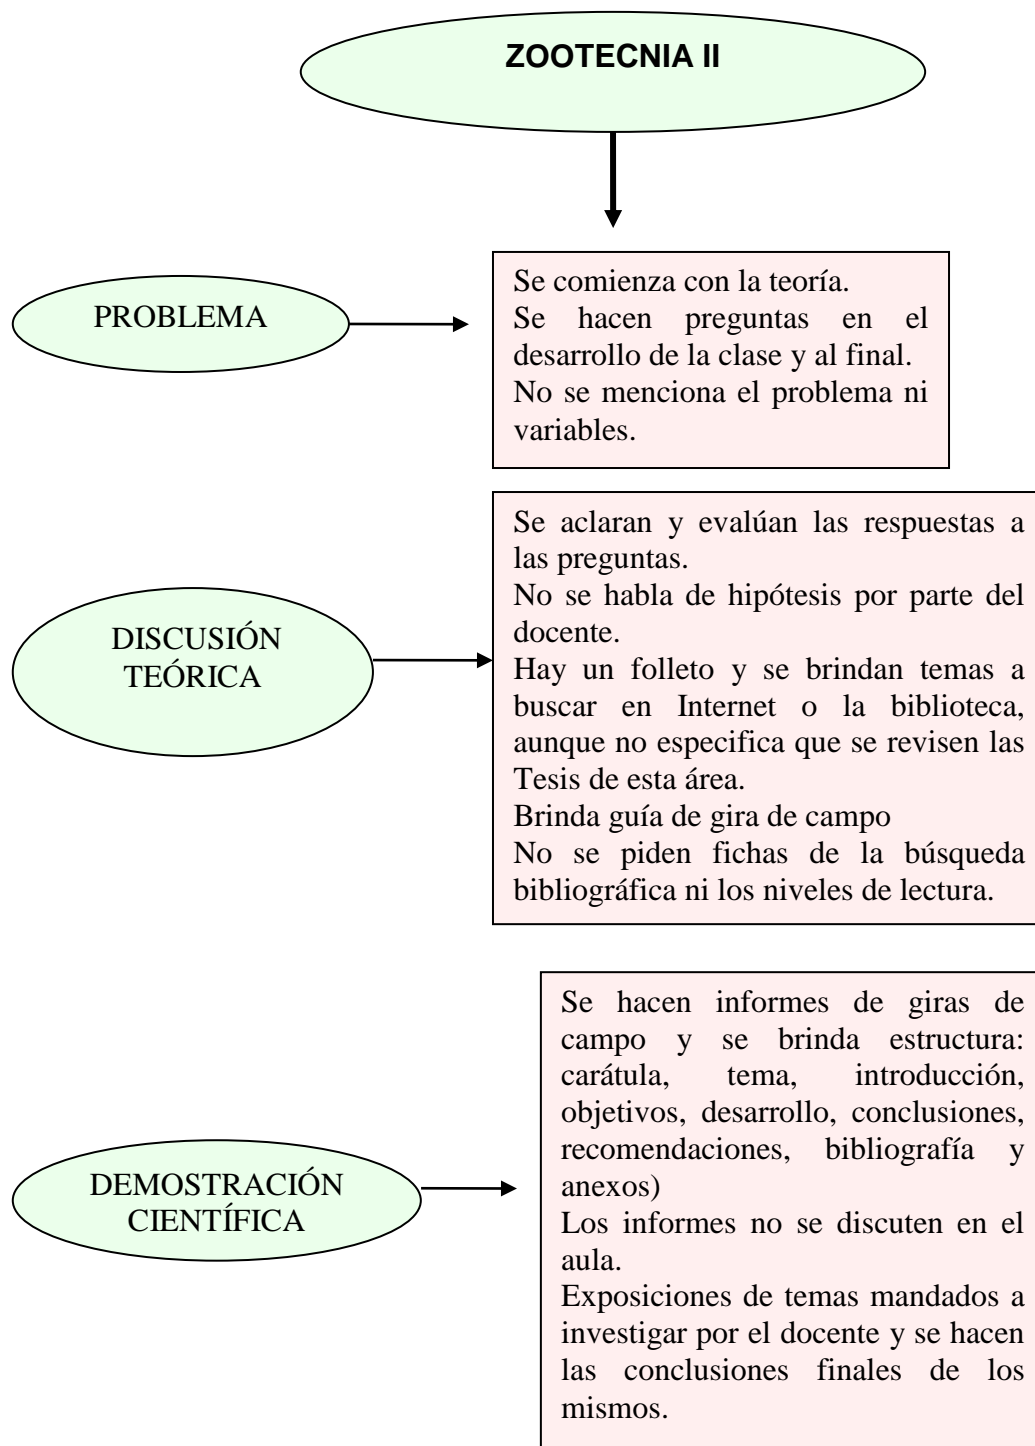 ZOOTECNIA II
PROBLEMA
Se comienza con la teoría.
Se hacen preguntas en el
desarrollo de la clase y al final.
No se menciona el problema ni
variables.
DISCUSIÓN
TEÓRICA
Se aclaran y evalúan las respuestas a
las preguntas.
No se habla de hipótesis por parte del
docente.
Hay un folleto y se brindan temas a
buscar en Internet o la biblioteca,
aunque no especifica que se revisen las
Tesis de esta área.
Brinda guía de gira de campo
No se piden fichas de la búsqueda
bibliográfica ni los niveles de lectura.
DEMOSTRACIÓN
CIENTÍFICA
Se hacen informes de giras de
campo y se brinda estructura:
carátula, tema, introducción,
objetivos, desarrollo, conclusiones,
recomendaciones, bibliografía y
anexos)
Los informes no se discuten en el
aula.
Exposiciones de temas mandados a
investigar por el docente y se hacen
las conclusiones finales de los
mismos.